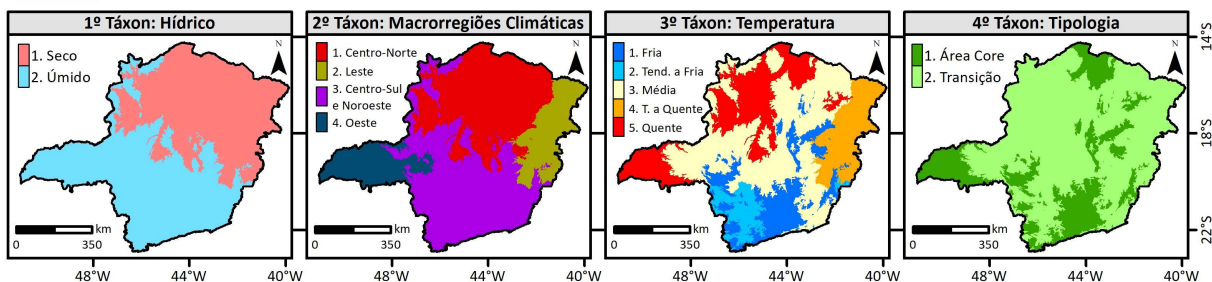 1º Táxon: Hídrico
1. Seco
2. Úmido
N
0
350
km
2º Táxon: Macrorregiões Climáticas
1. Centro-Norte
2. Leste
3. Centro-Sul
e Noroeste
4. Oeste
N
0
350
km
3º Táxon: Temperatura
1. Fria
2. Tend. a Fria
3. Média
4. T. a Quente
5. Quente
N
0
350
km
4º Táxon: Tipologia
1. Área Core
2. Transição
N
0
350
km
14°S
18°S
22°S
48°W 44°W 40°W
48°W 44°W 40°W
48°W 44°W 40°W
48°W 44°W 40°W